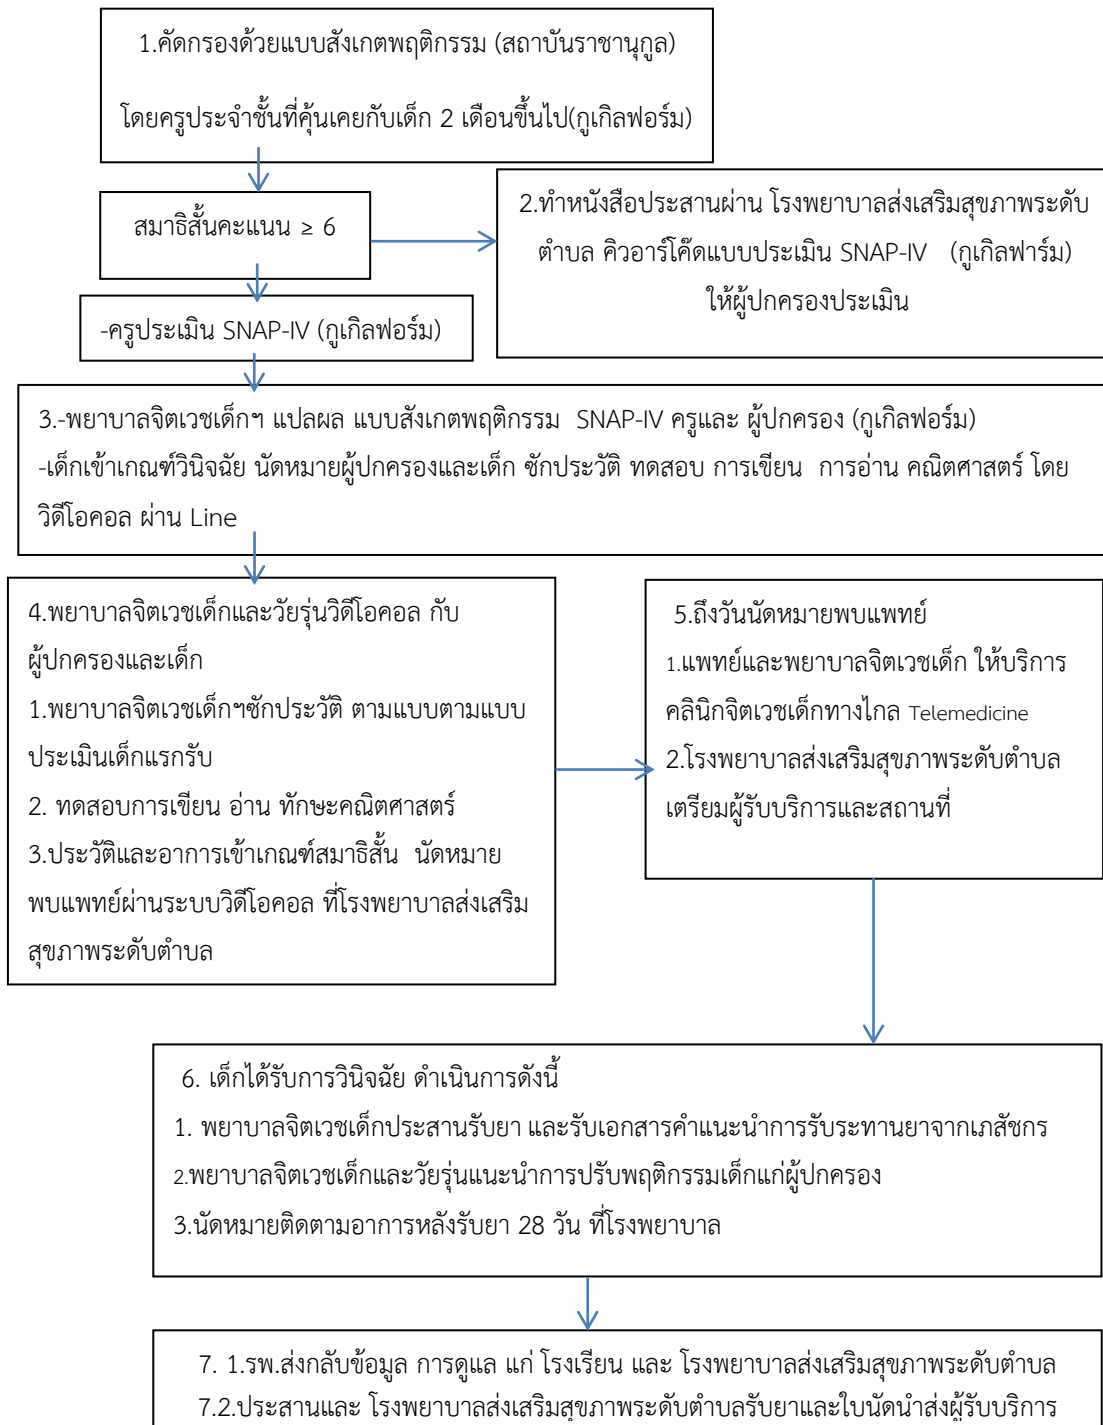 1.คัดกรองด้วยแบบสังเกตพฤติกรรม (สถาบันราชานุกูล)
โดยครูประจำชั้นที่คุ้นเคยกับเด็ก 2 เดือนขึ้นไป(กูเกิลฟอร์ม)
สมาธิสั้นคะแนน ≥ 6
2.ทำหนังสือประสานผ่าน โรงพยาบาลส่งเสริมสุขภาพระดับ
ตำบล คิวอาร์โค๊ดแบบประเมิน SNAP-IV (กูเกิลฟาร์ม)
ให้ผู้ปกครองประเมิน
-ครูประเมิน SNAP-IV (กูเกิลฟอร์ม)
3.-พยาบาลจิตเวชเด็กฯ แปลผล แบบสังเกตพฤติกรรม SNAP-IV ครูและ ผู้ปกครอง (กูเกิลฟอร์ม)
-เด็กเข้าเกณฑ์วินิจฉัย นัดหมายผู้ปกครองและเด็ก ซักประวัติ ทดสอบ การเขียน การอ่าน คณิตศาสตร์ โดย
วิดีโอคอล ผ่าน Line
4.พยาบาลจิตเวชเด็กและวัยรุ่นวิดีโอคอล กับ
ผู้ปกครองและเด็ก
1.พยาบาลจิตเวชเด็กฯซักประวัติ ตามแบบตามแบบ
ประเมินเด็กแรกรับ
2. ทดสอบการเขียน อ่าน ทักษะคณิตศาสตร์
3.ประวัติและอาการเข้าเกณฑ์สมาธิสั้น นัดหมาย
พบแพทย์ผ่านระบบวิดีโอคอล ที่โรงพยาบาลส่งเสริม
สุขภาพระดับตำบล
5.ถึงวันนัดหมายพบแพทย์
1.แพทย์และพยาบาลจิตเวชเด็ก ให้บริการ
คลินิกจิตเวชเด็กทางไกล Telemedicine
2.โรงพยาบาลส่งเสริมสุขภาพระดับตำบล
เตรียมผู้รับบริการและสถานที่
6. เด็กได้รับการวินิจฉัย ดำเนินการดังนี้
1. พยาบาลจิตเวชเด็กประสานรับยา และรับเอกสารคำแนะนำการรับระทานยาจากเภสัชกร
2.พยาบาลจิตเวชเด็กและวัยรุ่นแนะนำการปรับพฤติกรรมเด็กแก่ผู้ปกครอง
3.นัดหมายติดตามอาการหลังรับยา 28 วัน ที่โรงพยาบาล
7. 1.รพ.ส่งกลับข้อมูล การดูแล แก่ โรงเรียน และ โรงพยาบาลส่งเสริมสุขภาพระดับตำบล
7.2.ประสานและ โรงพยาบาลส่งเสริมสุขภาพระดับตำบลรับยาและใบนัดนำส่งผู้รับบริการ